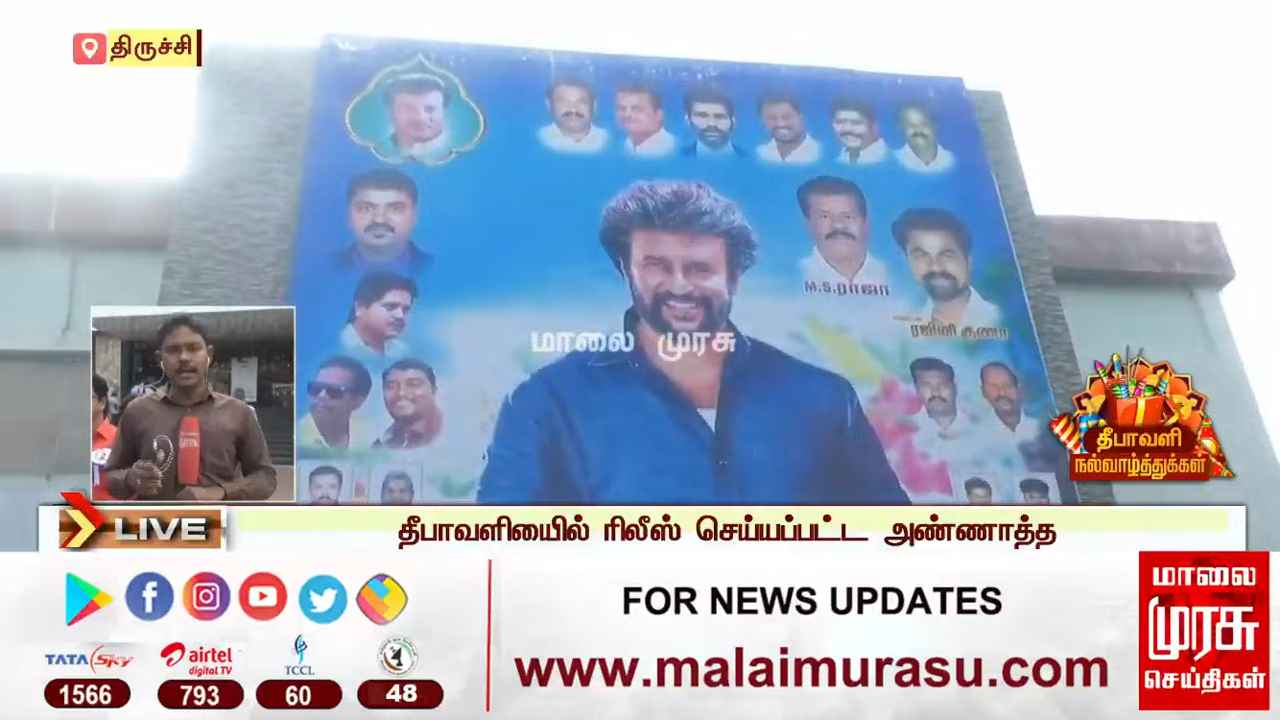 திருச்சி
M.S.ராஜா
ரஜினி குணா
மாலை முரசு
தீபாவளி
நல்வாழ்த்துக்கள்
LIVE
தீபாவளியில் ரிலீஸ் செய்யப்பட்ட அண்ணாத்த
FOR NEWS UPDATES
www.malaimurasu.com
TATA Sky
1566
airtel
digital TV
793
TCCL
60
48
மாலை
முரசு
செய்திகள்